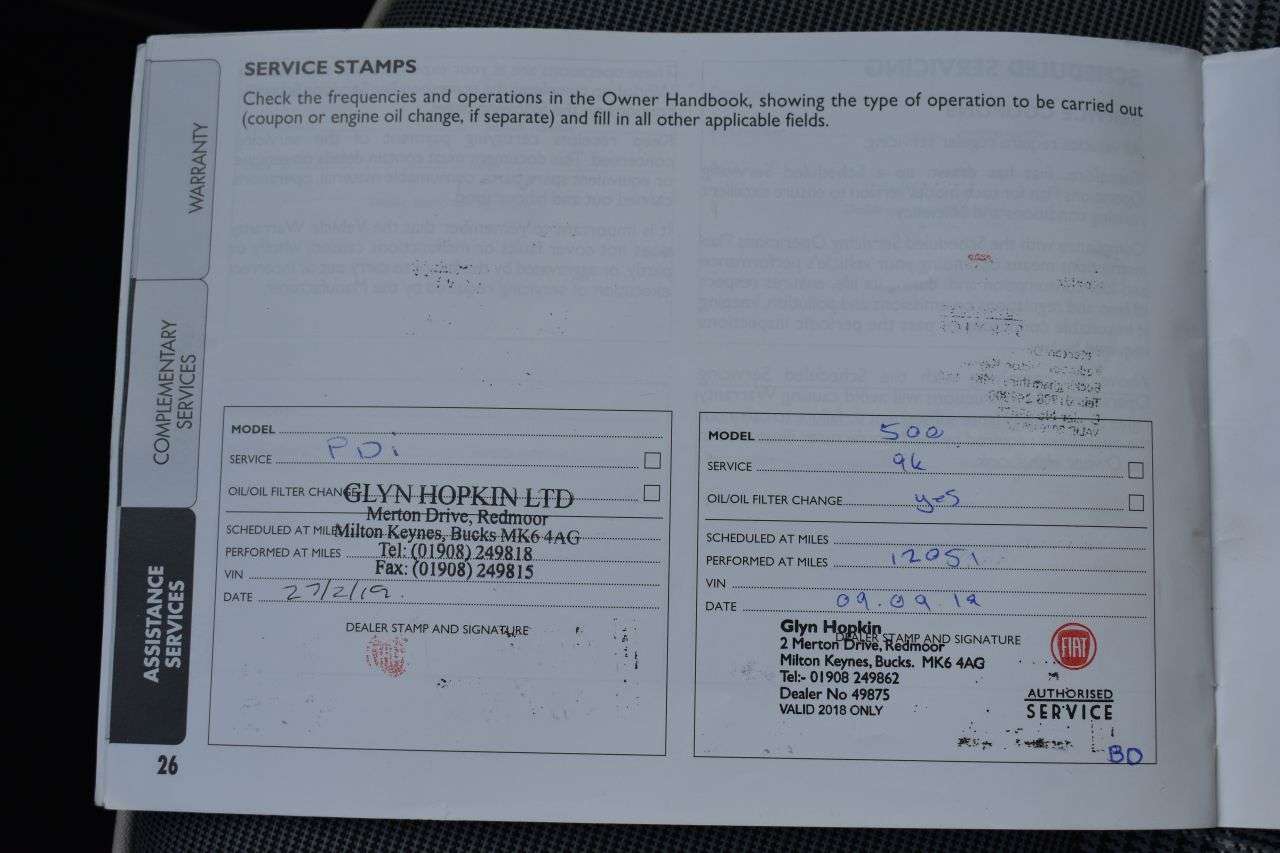 SERVICE STAMPS
Check the frequencies and operations in the Owner Handbook, showing the type of operation to be carried out
(coupon or engine oil change, if separate) and fill in all other applicable fields.
WARRANTY
COMPLEMENTARY
SERVICES
ASSISTANCE
SERVICES
MODEL
SERVICE PDi
OIL/OIL FILTER CHANGE
GLYN HOPKIN LTD
Merton Drive, Redmoor
SCHEDULED AT MILES
Milton Keynes, Bucks MK6 4AG
PERFORMED AT MILES
Tel: (01908) 249818
VIN
Fax: (01908) 249815
DATE 27/2/19.
DEALER STAMP AND SIGNATURE
MODEL 500
SERVICE 9k
OIL/OIL FILTER CHANGE yes
SCHEDULED AT MILES
PERFORMED AT MILES 12051
VIN
DATE 09.09.19
DEALER STAMP AND SIGNATURE
Glyn Hopkin
2 Merton Drive, Redmoor
Milton Keynes, Bucks. MK6 4AG
Tel:- 01908 249862
Dealer No 49875
VALID 2018 ONLY
FIAT
AUTHORISED
SERVICE
BD
26